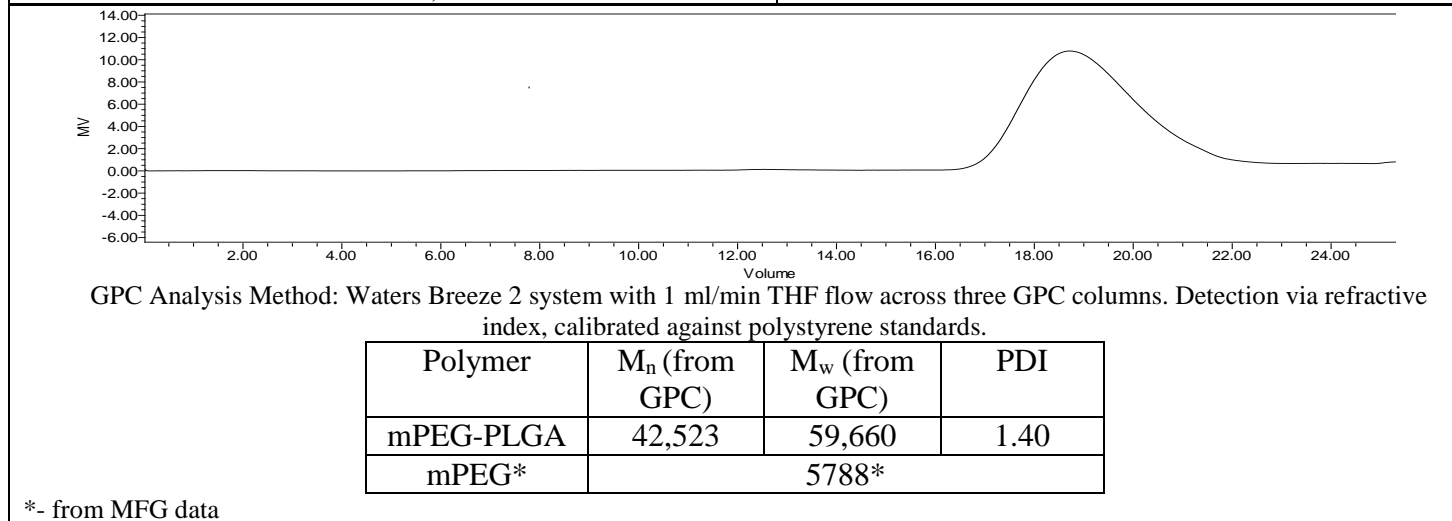 14.00
12.00
10.00
8.00
6.00
4.00
2.00
0.00
-2.00
-4.00
-6.00
MV
2.00 4.00 6.00 8.00 10.00 12.00 14.00 16.00 18.00 20.00 22.00 24.00
Volume
GPC Analysis Method: Waters Breeze 2 system with 1 ml/min THF flow across three GPC columns. Detection via refractive
index, calibrated against polystyrene standards.
Polymer Mn (from GPC) Mw (from GPC) PDI
mPEG-PLGA 42,523 59,660 1.40
mPEG* 5788*
*- from MFG data